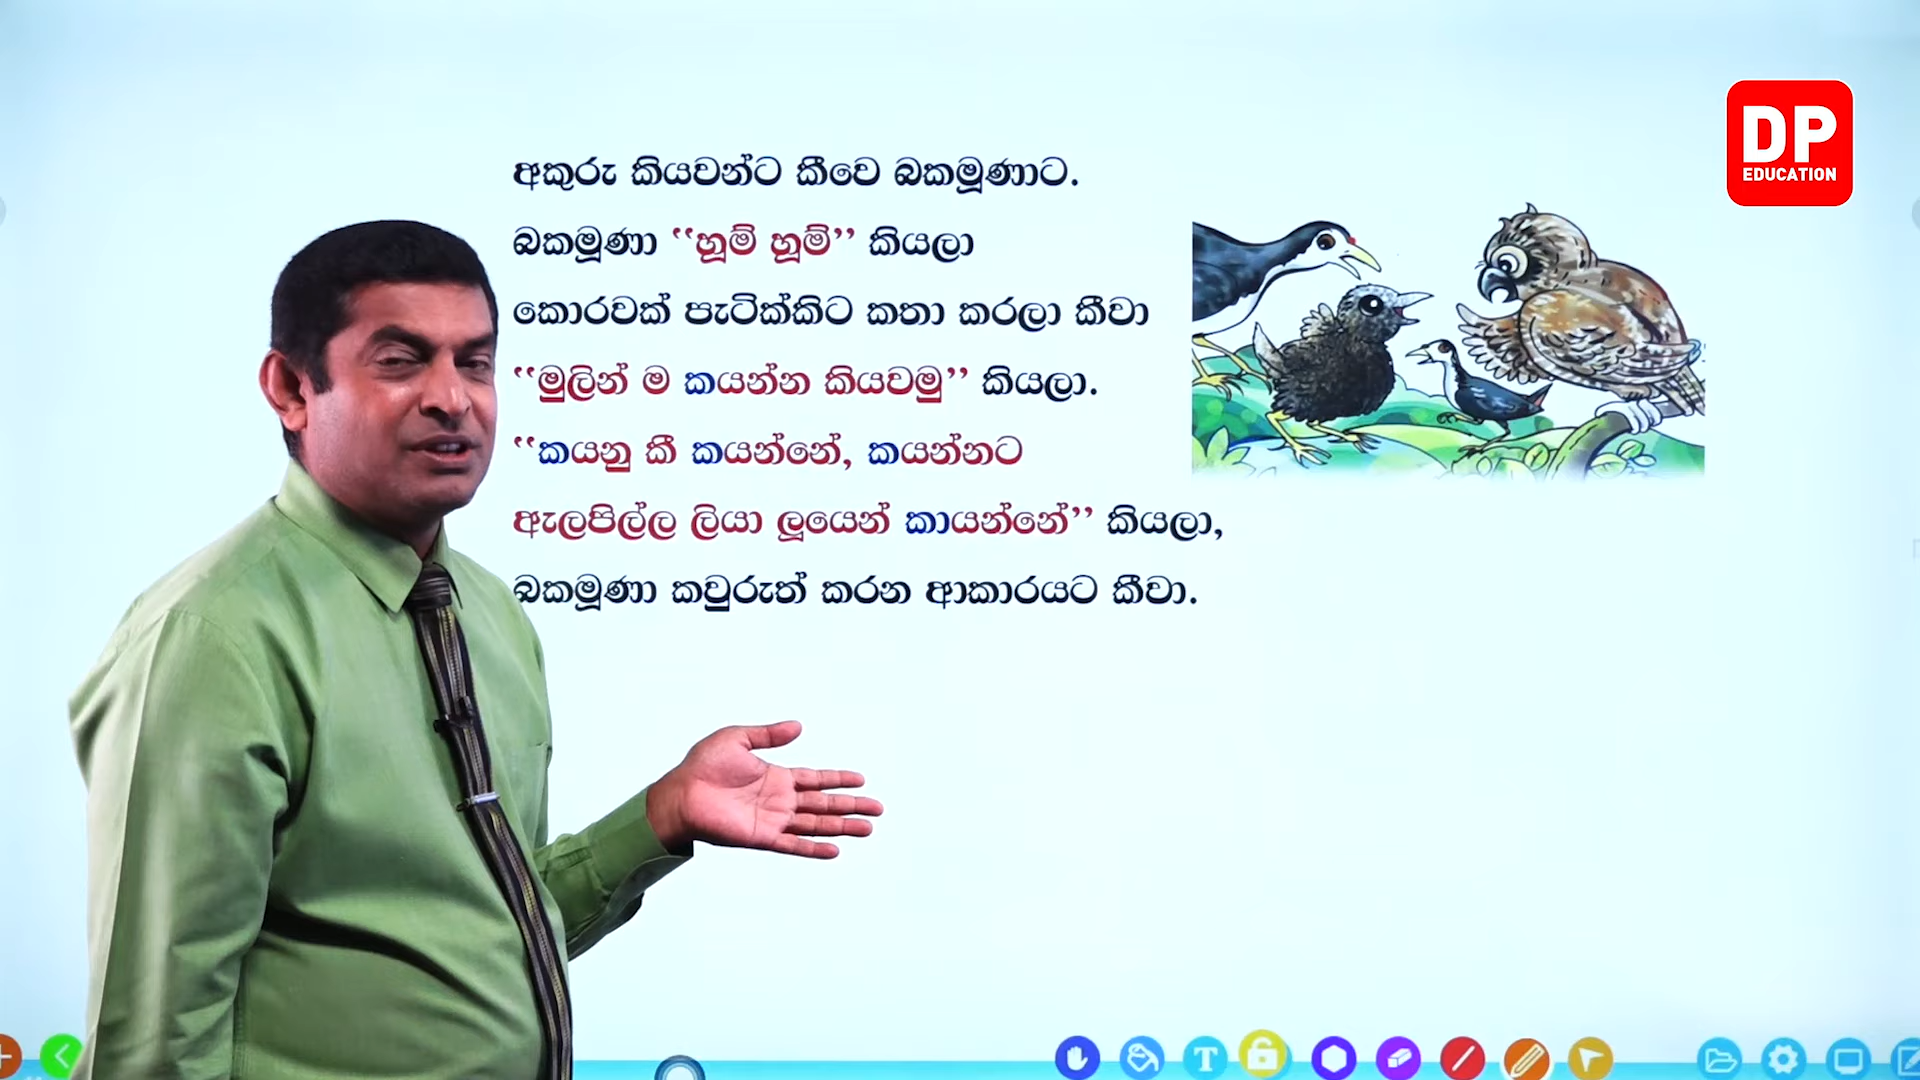 DP
EDUCATION
අකුරු කියවන්ට කීවෙ බකමූණාට.
බකමූණා “හූම් හූම්” කියලා
කොරවක් පැටික්කිට කතා කරලා කීවා
“මුලින් ම කයන්න කියවමු” කියලා.
“කයනු කී කයන්නේ, කයන්නට
ඇලපිල්ල ලියා ලූයෙන් කායන්නේ” කියලා,
බකමූණා කවුරුත් කරන ආකාරයට කීවා.
T